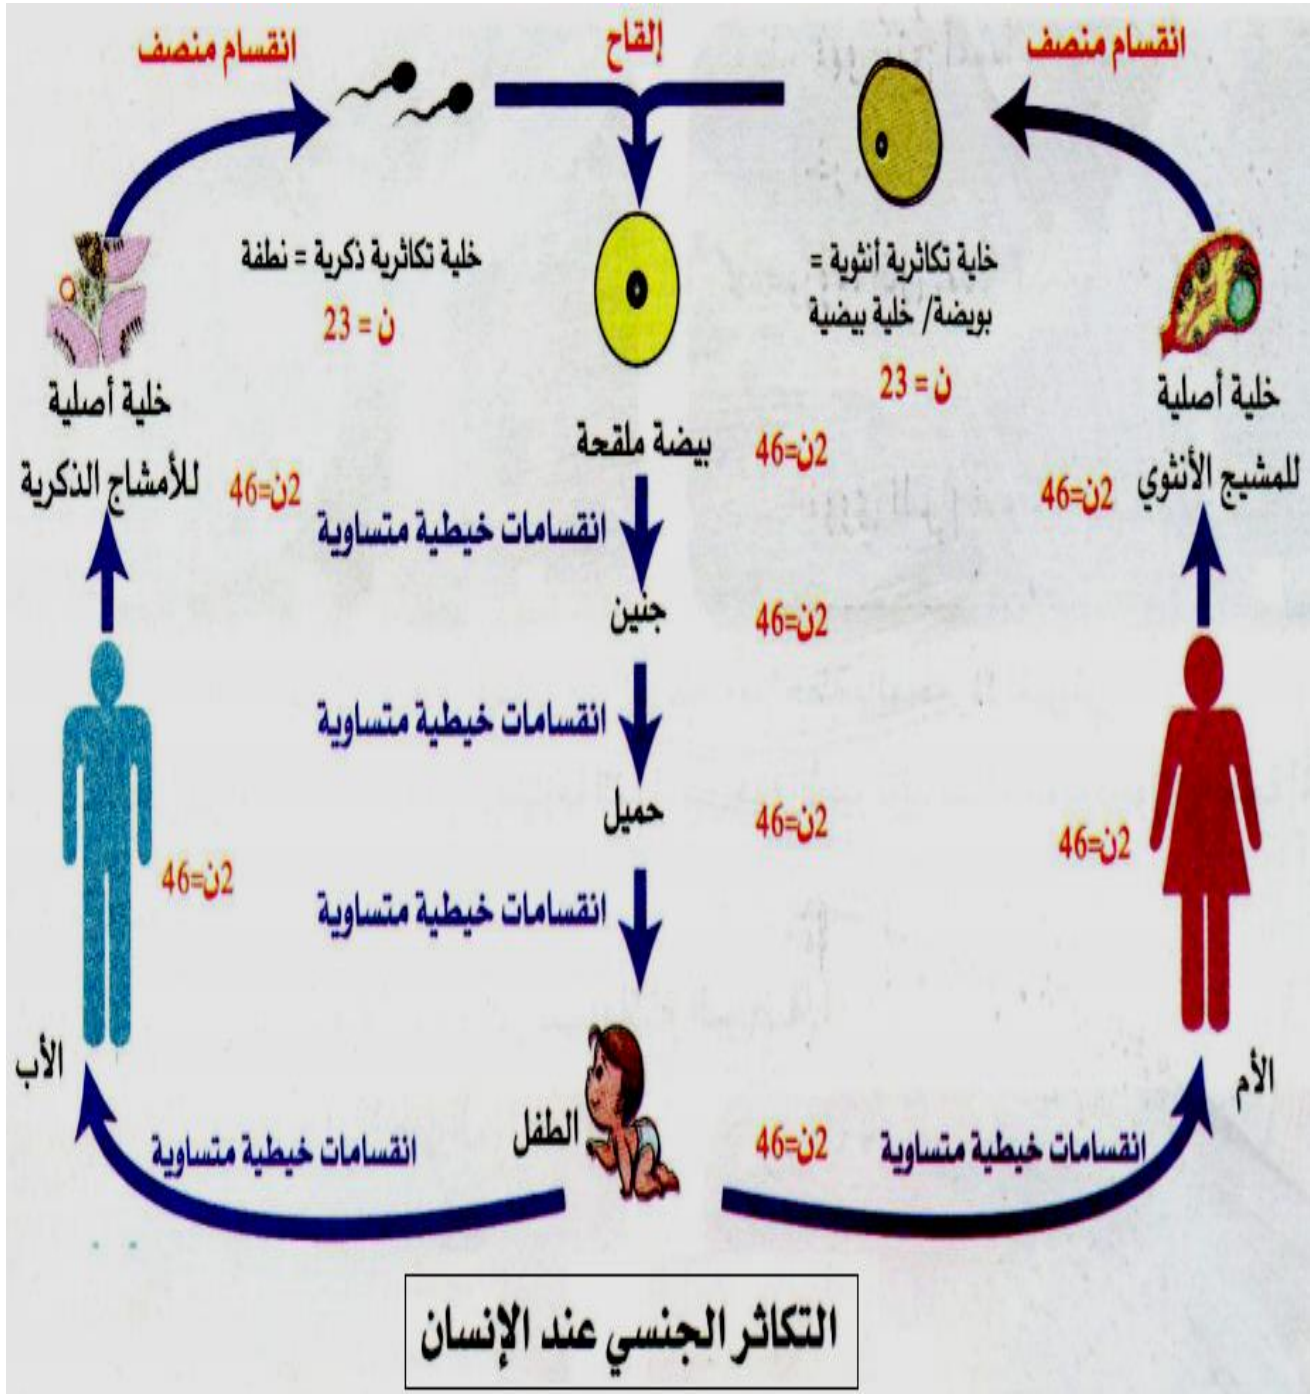 انقسام منصف
إلقاح
انقسام منصف
خلية تكاثرية أنثوية =
بويضة/ خلية بيضية
ن = 23
خلية تكاثرية ذكرية = نطفة
ن = 23
خلية أصلية
للمشيج الأنثوي
2ن=46
بيضة ملقحة
2ن=46
خلية أصلية
للأمشاج الذكرية
2ن=46
انقسامات خيطية متساوية
جنين
2ن=46
انقسامات خيطية متساوية
حميل
2ن=46
انقسامات خيطية متساوية
2ن=46
2ن=46
الأم
الأب
الطفل
2ن=46
انقسامات خيطية متساوية
انقسامات خيطية متساوية
التكاثر الجنسي عند الإنسان